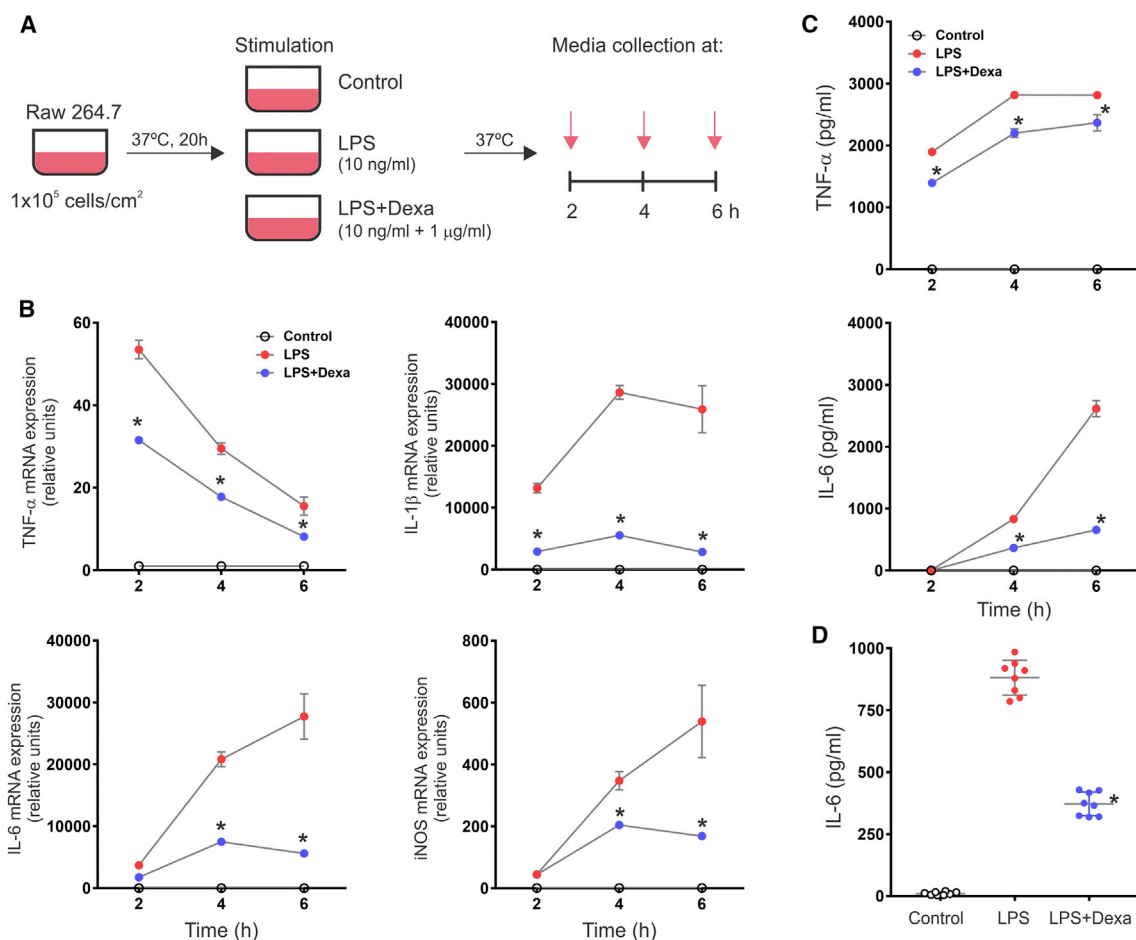 A
Stimulation
Media collection at:
Control
Raw 264.7
37ºC, 20h
LPS
(10 ng/ml)
37ºC
1x10⁵ cells/cm²
LPS+Dexa
(10 ng/ml + 1 μg/ml)
2 4 6 h
B
TNF-α mRNA expression
(relative units)
60
40
20
0
2 4 6
Control
LPS
LPS+Dexa
*
*
*
IL-1β mRNA expression
(relative units)
40000
30000
20000
10000
0
2 4 6
*
*
*
IL-6 mRNA expression
(relative units)
40000
30000
20000
10000
0
2 4 6
Time (h)
*
*
iNOS mRNA expression
(relative units)
800
600
400
200
0
2 4 6
Time (h)
*
*
C
TNF-α (pg/ml)
4000
3000
2000
1000
0
2 4 6
Control
LPS
LPS+Dexa
*
*
*
IL-6 (pg/ml)
4000
3000
2000
1000
0
2 4 6
Time (h)
*
*
D
IL-6 (pg/ml)
1000
750
500
250
0
*
Control LPS LPS+Dexa